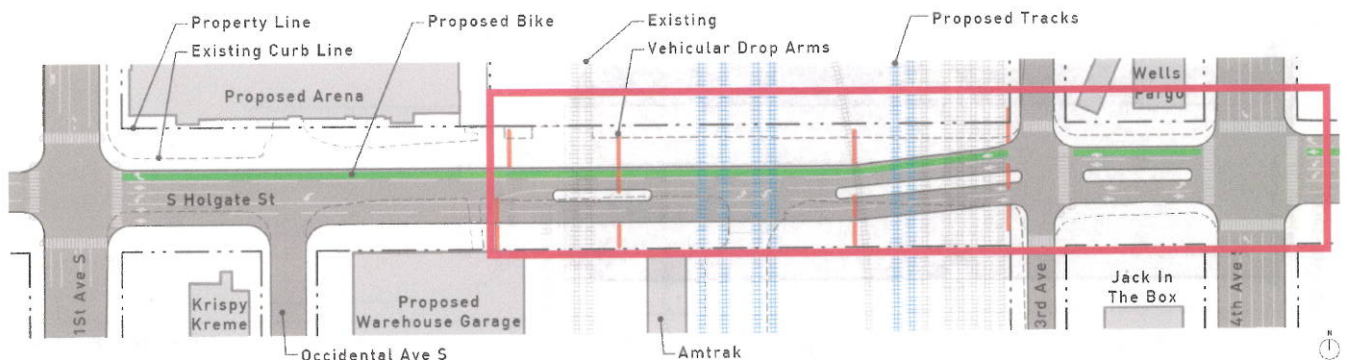 Property Line
Proposed Bike
Existing
Proposed Tracks
Existing Curb Line
Vehicular Drop Arms
Proposed Arena
Wells
Fargo
S Holgate St
1St Ave S
Krispy
Kreme
Proposed
Warehouse Garage
3rd Ave
Jack In
The Box
4th Ave S
N
Occidental Ave S
Amtrak